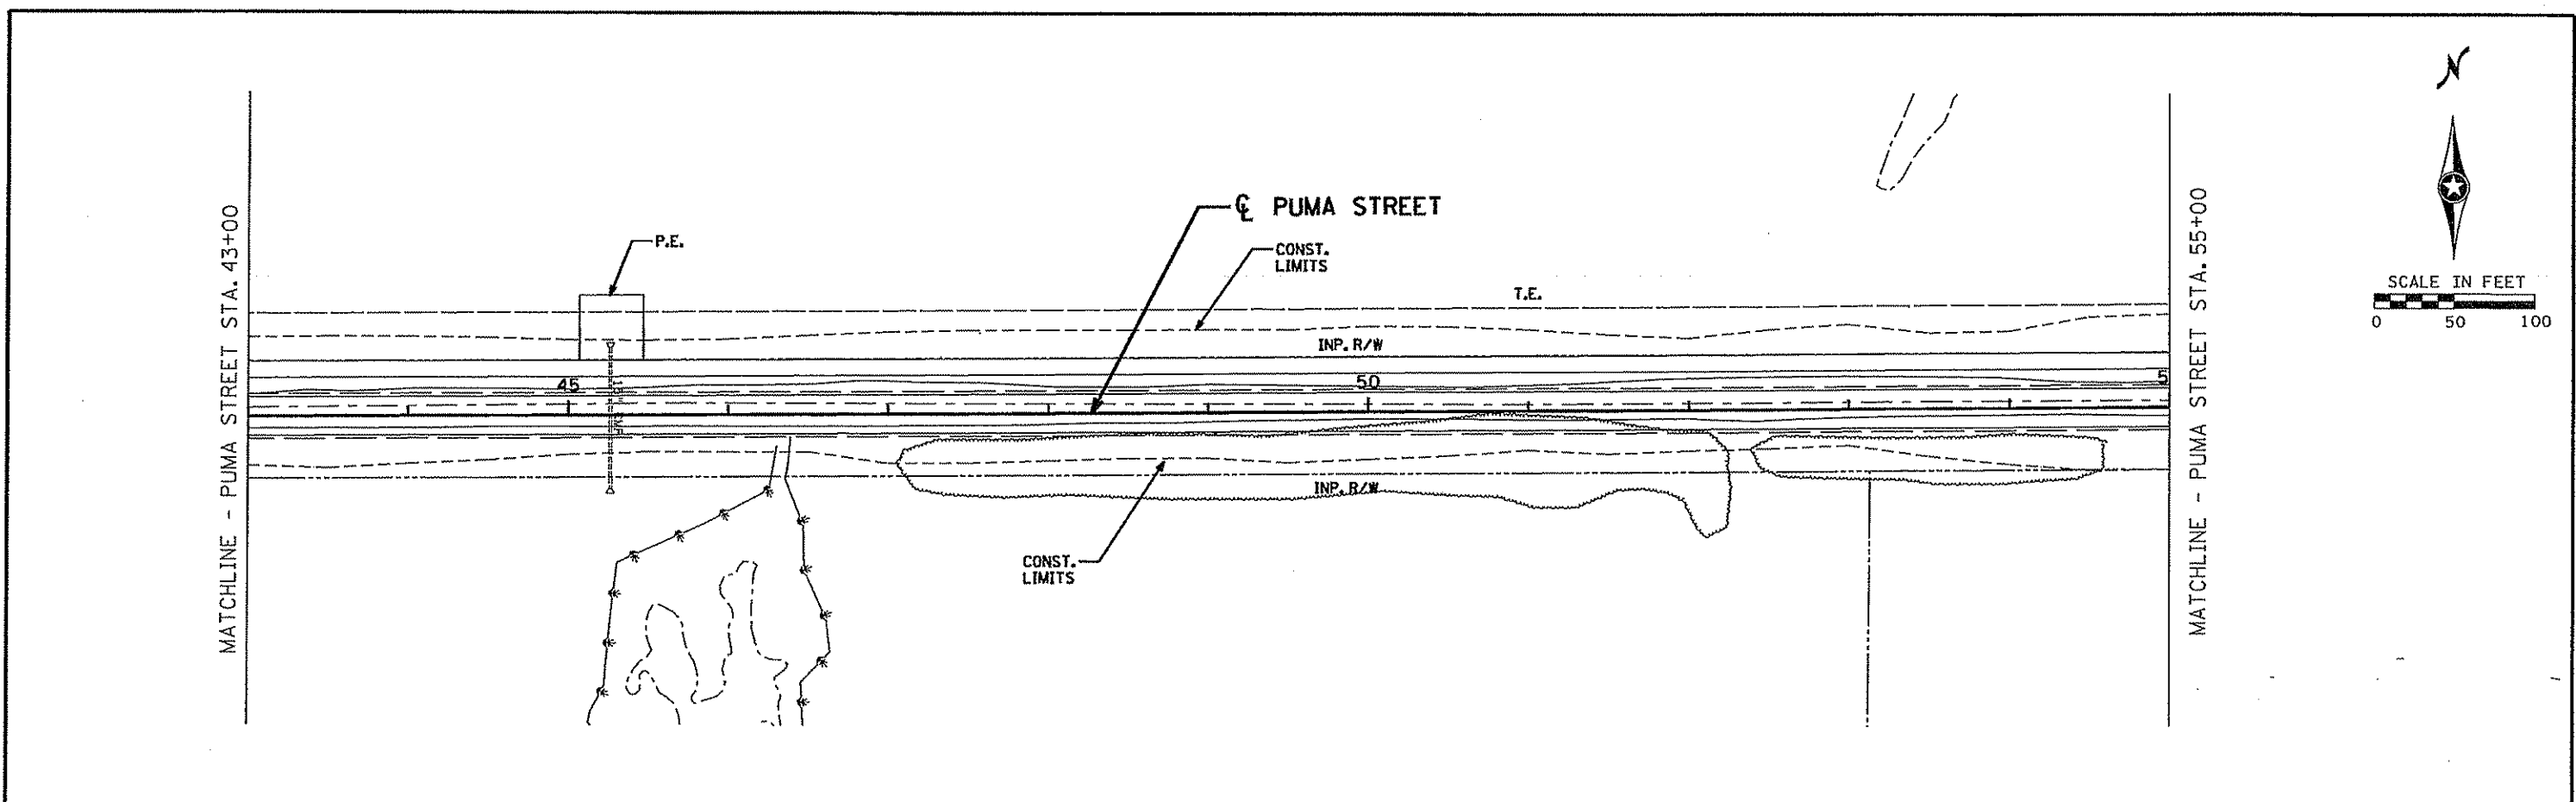 N
MATCHLINE - PUMA STREET STA. 43+00
MATCHLINE - PUMA STREET STA. 55+00
℄ PUMA STREET
P.E.
CONST.
LIMITS
SCALE IN FEET
0 50 100
T.E.
INP. R/W
45
50
5
INP. R/W
CONST.
LIMITS